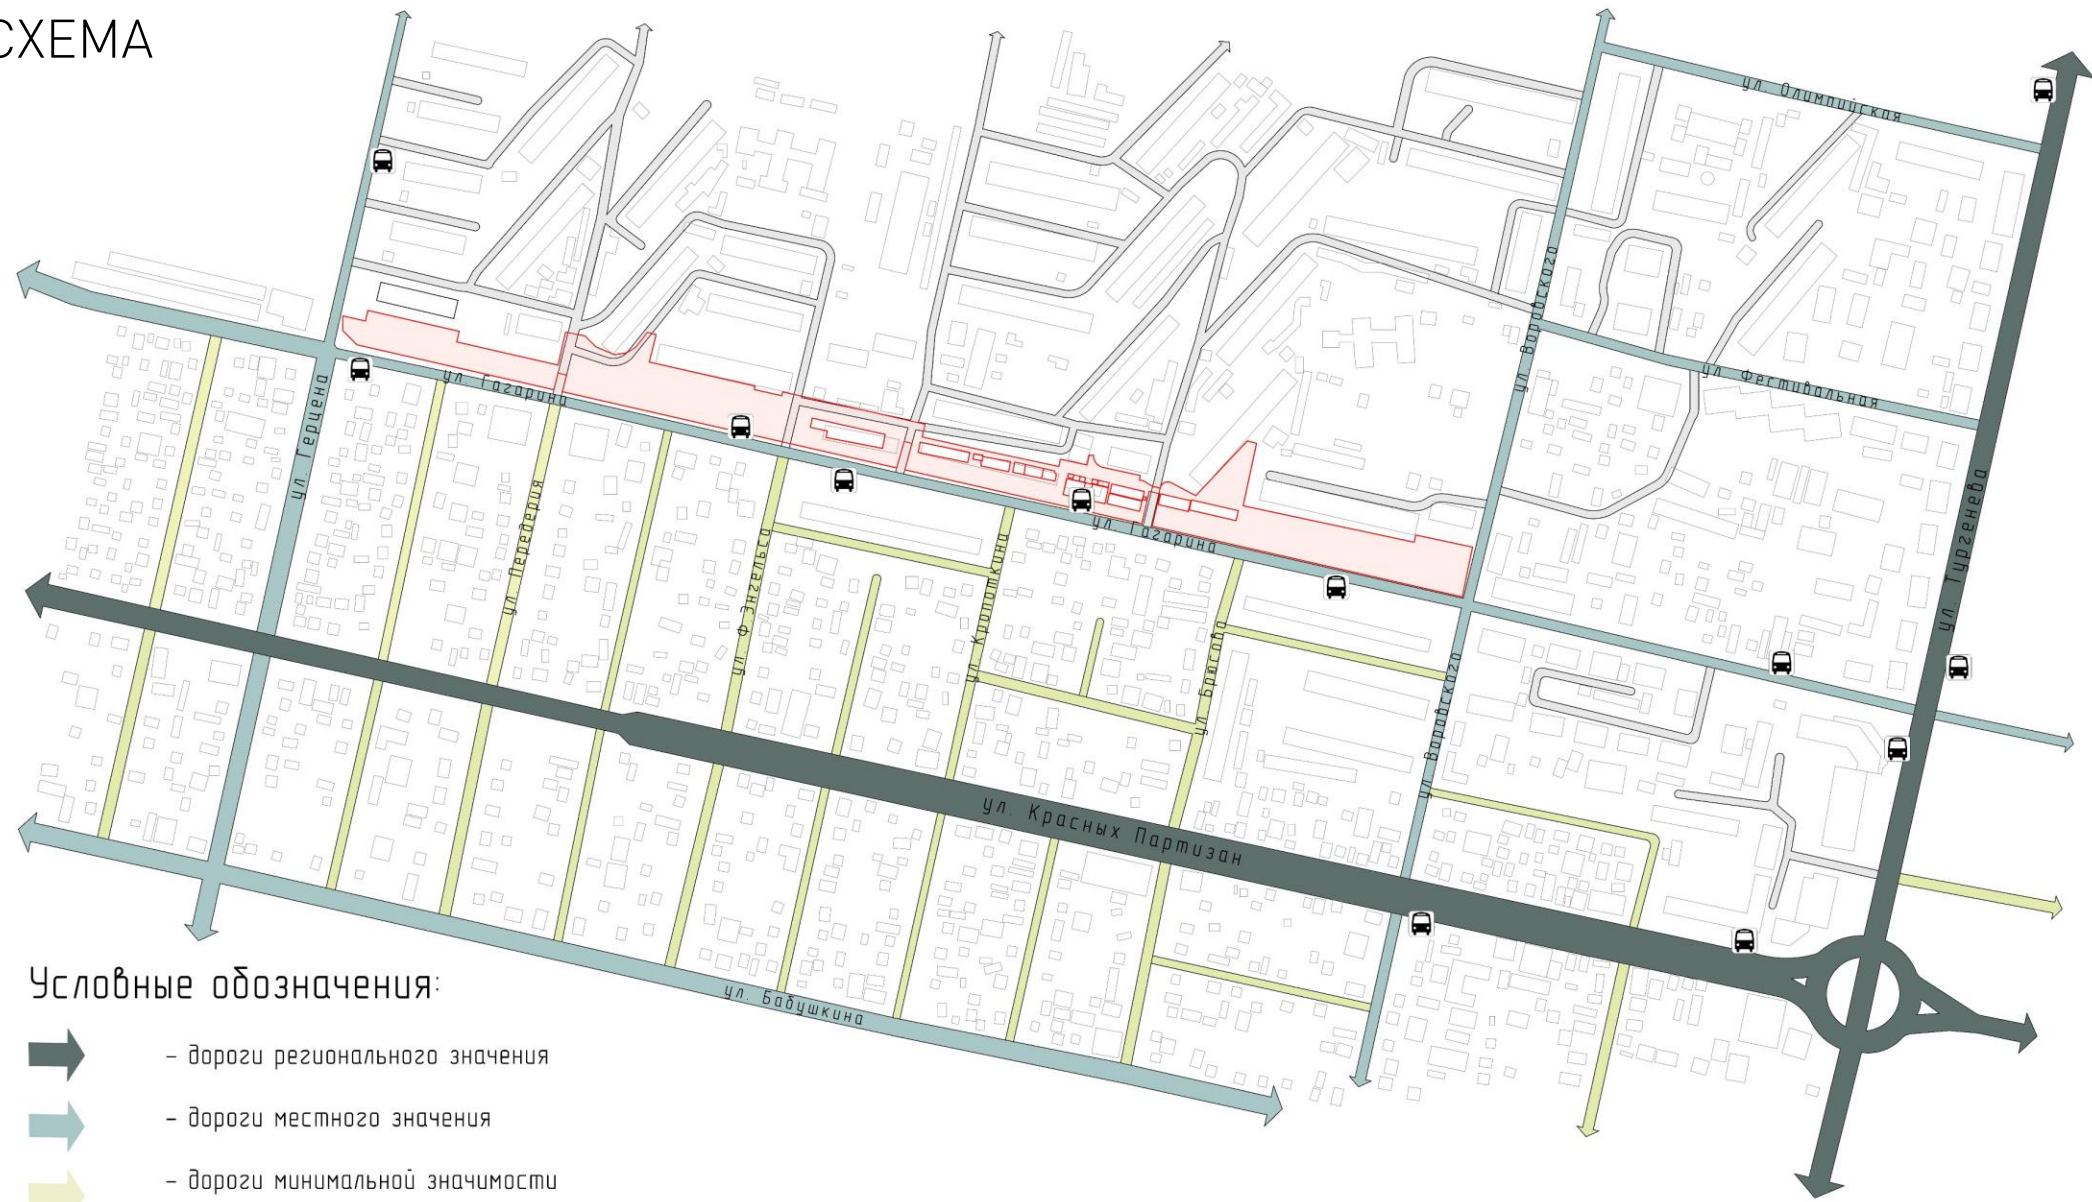 СХЕМА
ул. Олимпийская
ул. Воровского
ул. Фестивальная
ул. Гагарина
ул. Герцена
ул. Передерия
ул. Тургенева
ул. Гагарина
ул. Ф.Энгельса
ул. Кропоткина
ул. Брюсова
ул. Воровского
ул. Красных Партизан
ул. Бабушкина
Условные обозначения:
- дороги регионального значения
- дороги местного значения
- дороги минимальной значимости